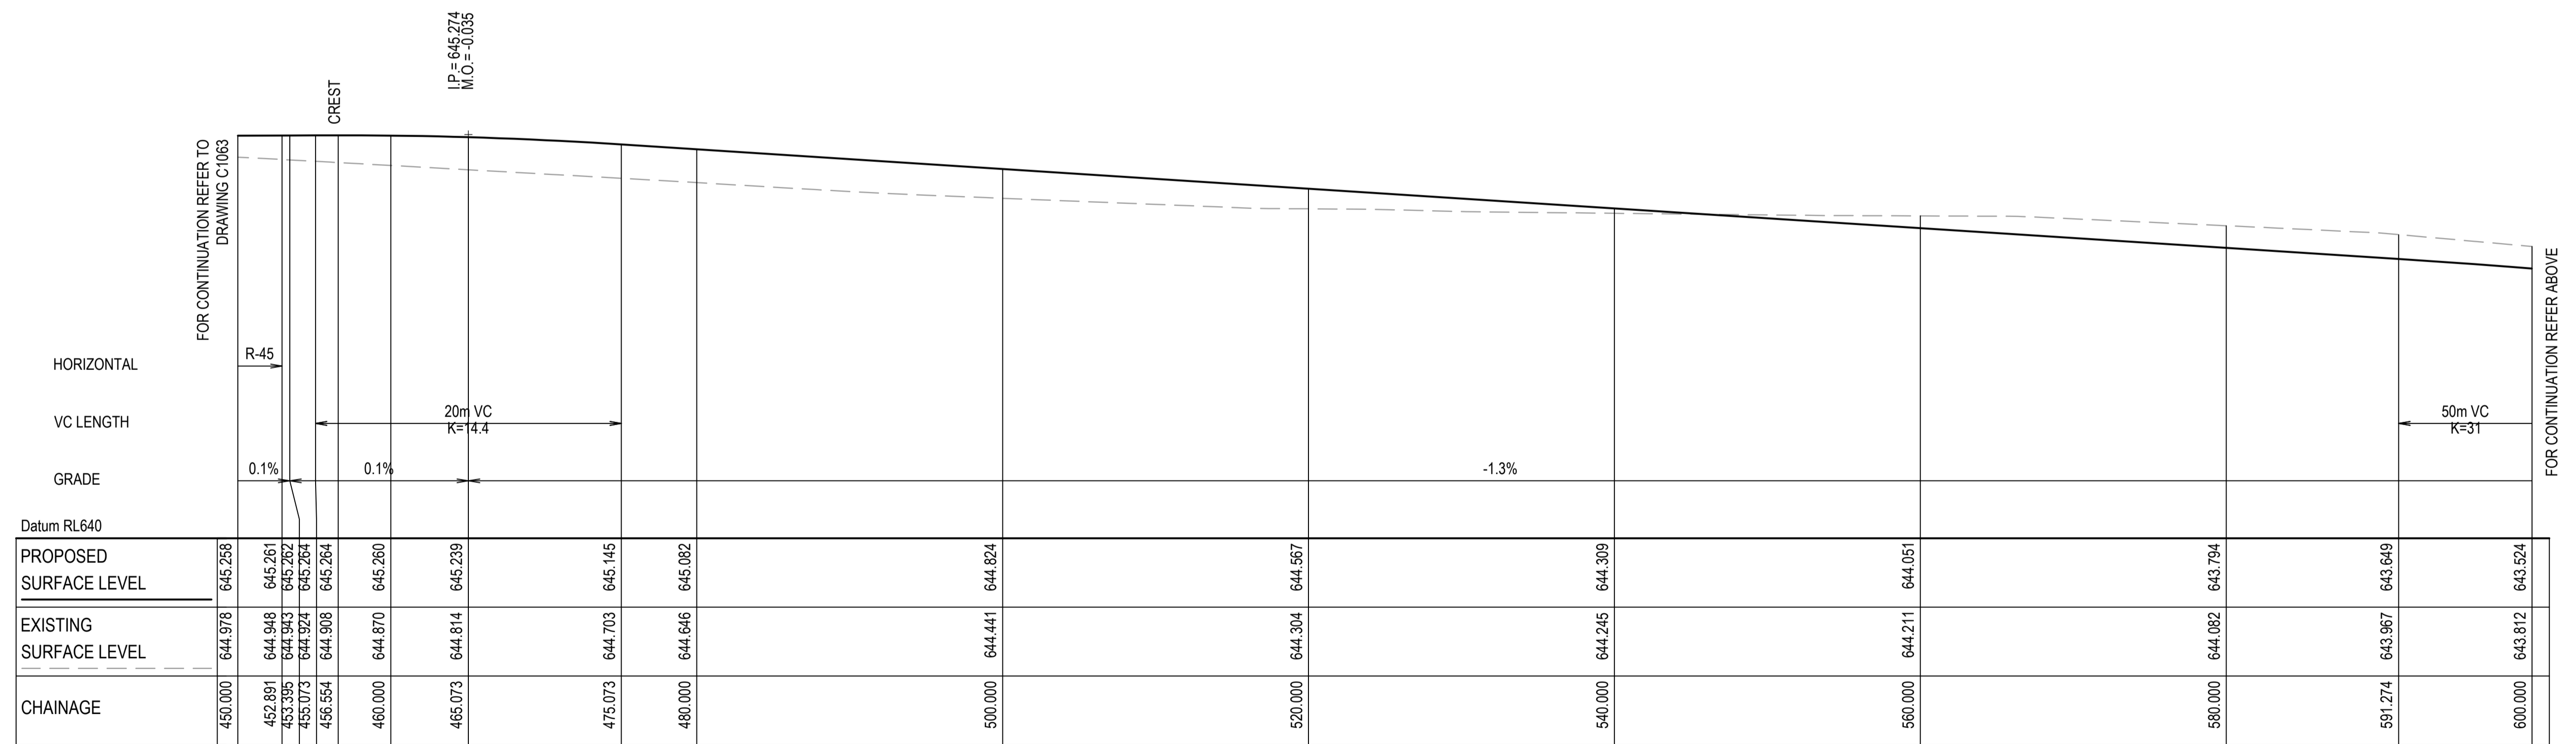 I.P.= 645.274
M.O.= -0.035
CREST
FOR CONTINUATION REFER TO
DRAWING C1063
FOR CONTINUATION REFER ABOVE
HORIZONTAL
R-45
VC LENGTH
20m VC
K=14.4
50m VC
K=31
GRADE
0.1%
0.1%
-1.3%
Datum RL640
PROPOSED
SURFACE LEVEL
645.258
645.261
645.262
645.264
645.264
645.260
645.239
645.145
645.082
644.824
644.567
644.309
644.051
643.794
643.649
643.524
EXISTING
SURFACE LEVEL
644.978
644.948
644.943
644.924
644.908
644.870
644.814
644.703
644.646
644.441
644.304
644.245
644.211
644.082
643.967
643.812
CHAINAGE
450.000
452.891
453.395
455.073
456.554
460.000
465.073
475.073
480.000
500.000
520.000
540.000
560.000
580.000
591.274
600.000